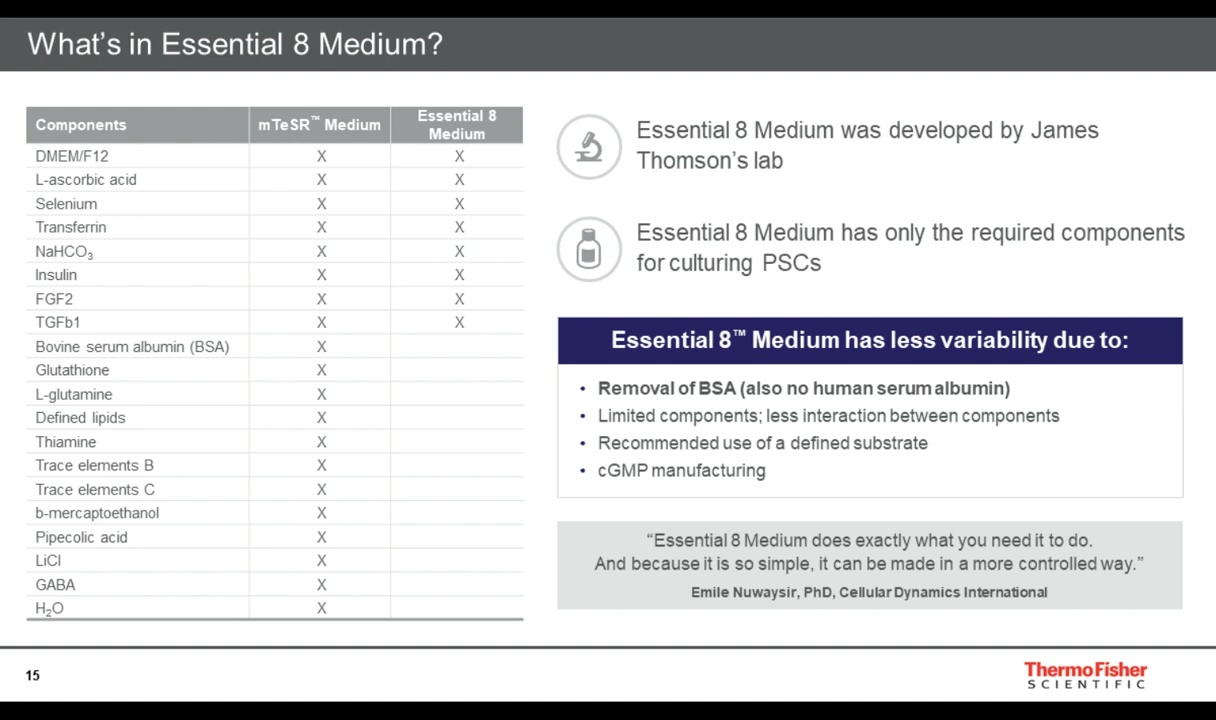 What's in Essential 8 Medium?
Components mTeSR™ Medium Essential 8 Medium
DMEM/F12 X X
L-ascorbic acid X X
Selenium X X
Transferrin X X
NaHCO₃ X X
Insulin X X
FGF2 X X
TGFb1 X X
Bovine serum albumin (BSA) X
Glutathione X
L-glutamine X
Defined lipids X
Thiamine X
Trace elements B X
Trace elements C X
b-mercaptoethanol X
Pipecolic acid X
LiCl X
GABA X
H₂O X
Essential 8 Medium was developed by James
Thomson's lab
Essential 8 Medium has only the required components
for culturing PSCs
Essential 8™ Medium has less variability due to:
• Removal of BSA (also no human serum albumin)
• Limited components; less interaction between components
• Recommended use of a defined substrate
• cGMP manufacturing
“Essential 8 Medium does exactly what you need it to do.
And because it is so simple, it can be made in a more controlled way.”
Emile Nuwaysir, PhD, Cellular Dynamics International
15
ThermoFisher
SCIENTIFIC